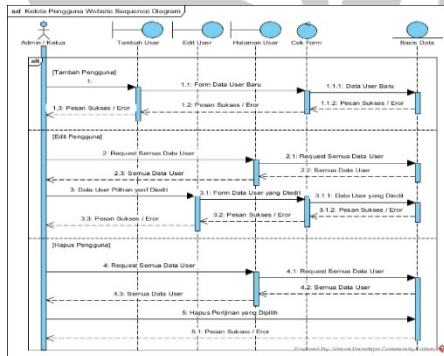 sd Kelola Pengguna Website Sequence Diagram
Admin / Ketua
Tambah User
Edit User
Halaman User
Cek Form
Basis Data
alt
[Tambah Pengguna]
1:
1.1: Form Data User Baru
1.1.1: Data User Baru
1.1.2: Pesan Sukses / Eror
1.2: Pesan Sukses / Eror
1.3: Pesan Sukses / Eror
[Edit Pengguna]
2: Request Semua Data User
2.1: Request Semua Data User
2.2: Semua Data User
2.3: Semua Data User
3: Data User Pilihan yanf Diedit
3.1: Form Data User yang Diedit
3.1.1: Data User yang Diedit
3.1.2: Pesan Sukses / Eror
3.2: Pesan Sukses / Eror
3.3: Pesan Sukses / Eror
[Hapus Pengguna]
4: Request Semua Data User
4.1: Request Semua Data User
4.2: Semua Data User
4.3: Semua Data User
5: Hapus Perijinan yang Dipilih
5.1: Pesan Sukses / Eror
Powered By Visual Paradigm Community Edition